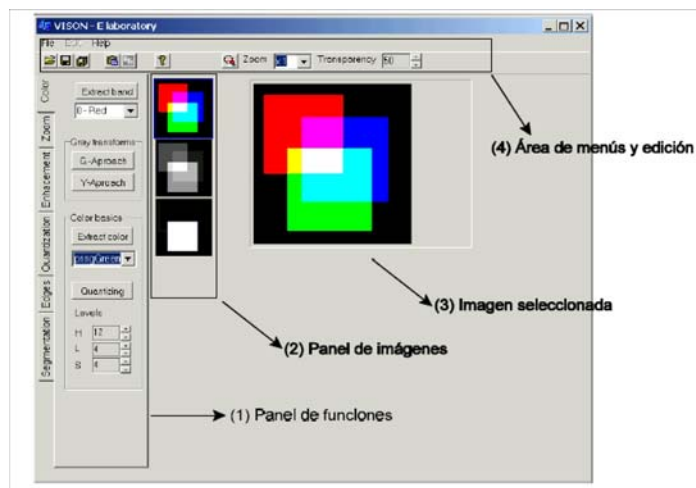 VISON - E laboratory
File Edit Help
Zoom x1 Transparency 50
Color
Zoom
Enhacement
Quantization
Edges
Segmentation
Extract band
0 - Red
Gray transforms
G-Aproach
Y-Aproach
Color basics
Extract color
Quantizing
Levels
H 12
L 4
S 4
(4) Área de menús y edición
(3) Imagen seleccionada
(2) Panel de imágenes
(1) Panel de funciones